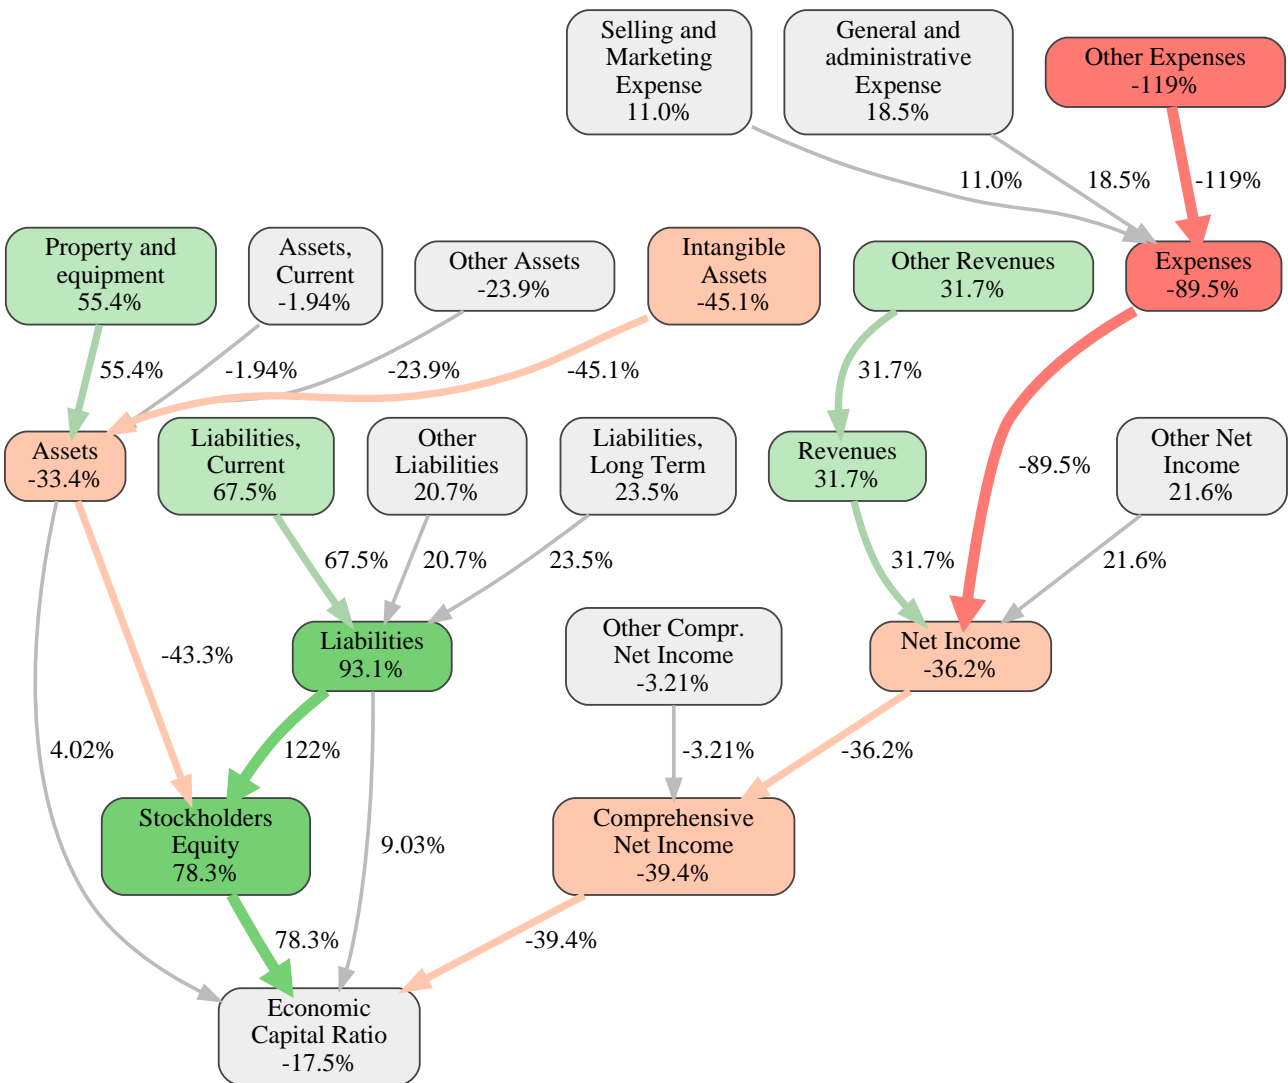 Selling and
Marketing
Expense
11.0%
General and
administrative
Expense
18.5%
Other Expenses
-119%
11.0%
18.5%
-119%
Property and
equipment
55.4%
Assets,
Current
-1.94%
Other Assets
-23.9%
Intangible
Assets
-45.1%
Other Revenues
31.7%
Expenses
-89.5%
55.4%
-1.94%
-23.9%
-45.1%
31.7%
Assets
-33.4%
Liabilities,
Current
67.5%
Other
Liabilities
20.7%
Liabilities,
Long Term
23.5%
Revenues
31.7%
-89.5%
Other Net
Income
21.6%
67.5%
20.7%
23.5%
31.7%
21.6%
-43.3%
Liabilities
93.1%
Other Compr.
Net Income
-3.21%
Net Income
-36.2%
4.02%
122%
-3.21%
-36.2%
Stockholders
Equity
78.3%
9.03%
Comprehensive
Net Income
-39.4%
78.3%
-39.4%
Economic
Capital Ratio
-17.5%